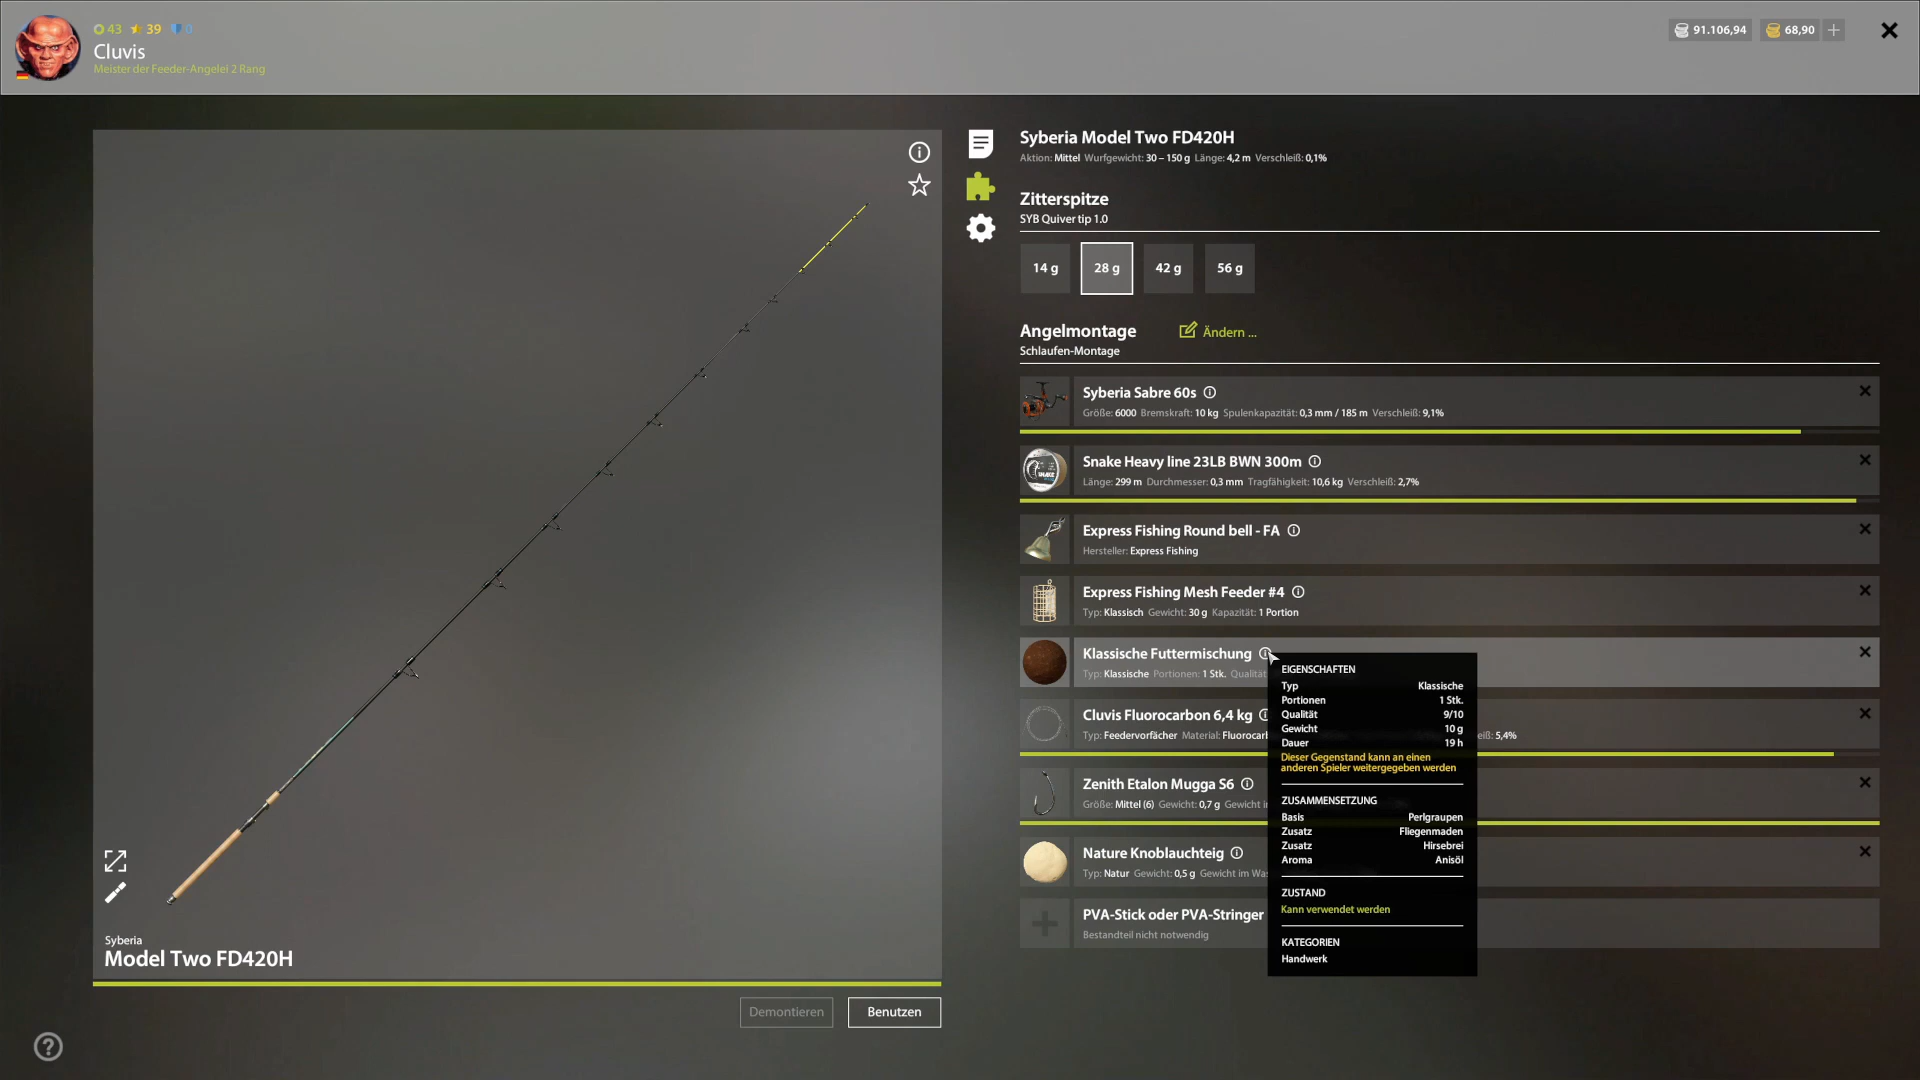 43 39 0
Cluvis
Meister der Feeder-Angelei 2 Rang
91.106,94 68,90
Syberia Model Two FD420H
Aktion: Mittel Wurfgewicht: 30 – 150 g Länge: 4,2 m Verschleiß: 0,1%
Zitterspitze
SYB Quiver tip 1.0
14 g 28 g 42 g 56 g
Angelmontage Ändern ...
Schlaufen-Montage
Syberia Sabre 60s
Größe: 6000 Bremskraft: 10 kg Spulenkapazität: 0,3 mm / 185 m Verschleiß: 9,1%
SNAKE
Snake Heavy line 23LB BWN 300m
Länge: 299 m Durchmesser: 0,3 mm Tragfähigkeit: 10,6 kg Verschleiß: 2,7%
Express Fishing Round bell - FA
Hersteller: Express Fishing
Express Fishing Mesh Feeder #4
Typ: Klassisch Gewicht: 30 g Kapazität: 1 Portion
Klassische Futtermischung
Typ: Klassische Portionen: 1 Stk. Qualität
Cluvis Fluorocarbon 6,4 kg
Typ: Feedervorfächer Material: Fluorocarb eiß: 5,4%
Zenith Etalon Mugga S6
Größe: Mittel (6) Gewicht: 0,7 g Gewicht i
Nature Knoblauchteig
Typ: Natur Gewicht: 0,5 g Gewicht im Was
PVA-Stick oder PVA-Stringer
Bestandteil nicht notwendig
EIGENSCHAFTEN
Typ Klassische
Portionen 1 Stk.
Qualität 9/10
Gewicht 10 g
Dauer 19 h
Dieser Gegenstand kann an einen
anderen Spieler weitergegeben werden
ZUSAMMENSETZUNG
Basis Perlgraupen
Zusatz Fliegenmaden
Zusatz Hirsebrei
Aroma Anisöl
ZUSTAND
Kann verwendet werden
KATEGORIEN
Handwerk
Syberia
Model Two FD420H
Demontieren Benutzen